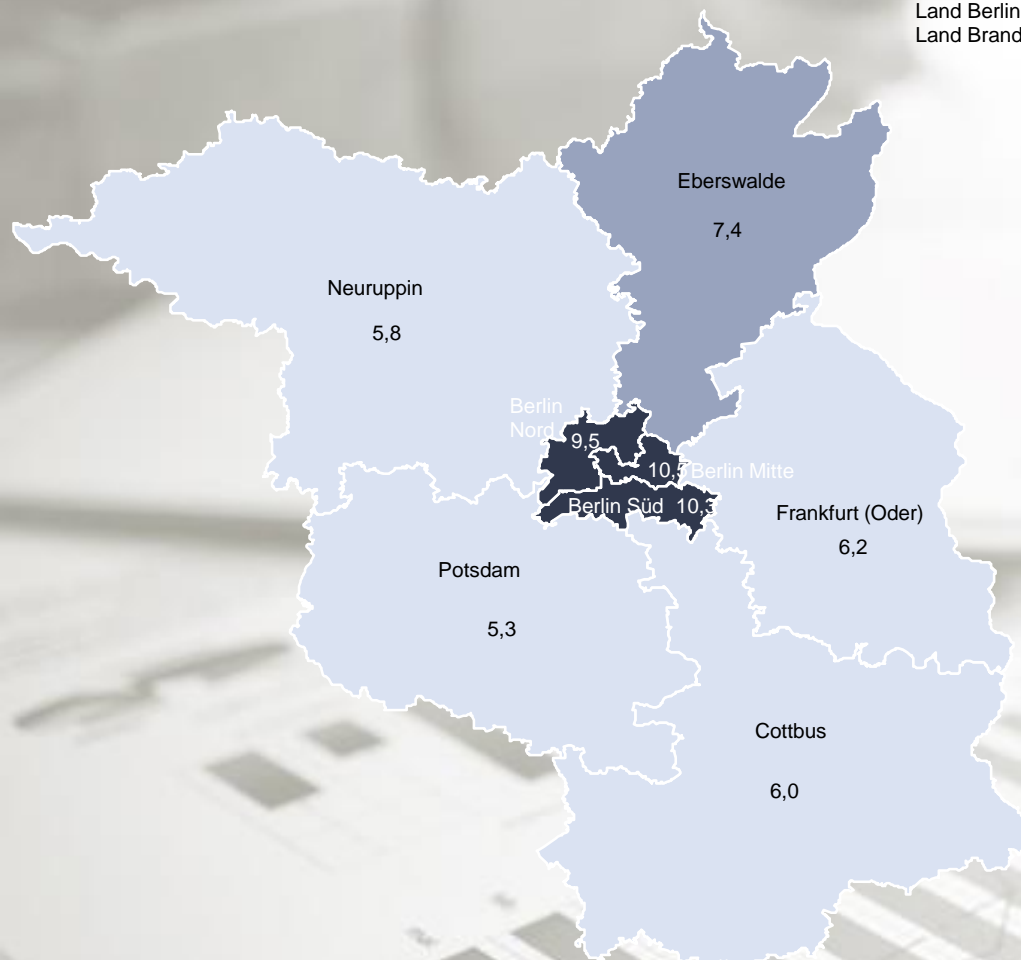 Land Berlin
Land Brand
Eberswalde
7,4
Neuruppin
5,8
Berlin
Nord
9,5
10,5 Berlin Mitte
Berlin Süd 10,3
Frankfurt (Oder)
6,2
Potsdam
5,3
Cottbus
6,0